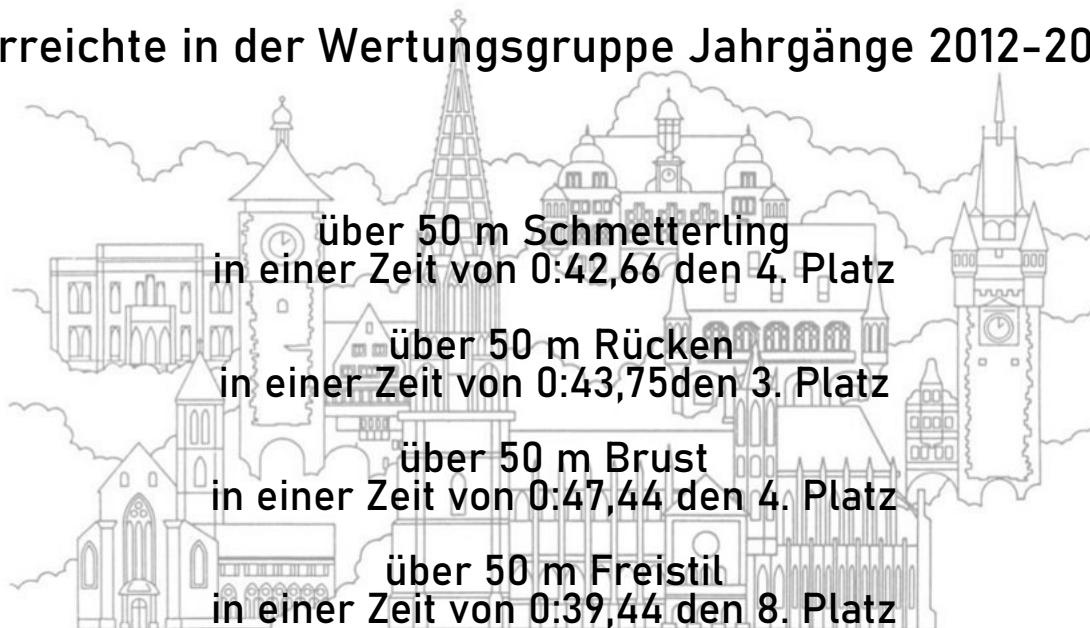 rreichte in der Wertungsgruppe Jahrgänge 2012-20
über 50 m Schmetterling
in einer Zeit von 0:42,66 den 4. Platz
über 50 m Rücken
in einer Zeit von 0:43,75den 3. Platz
über 50 m Brust
in einer Zeit von 0:47,44 den 4. Platz
über 50 m Freistil
in einer Zeit von 0:39,44 den 8. Platz